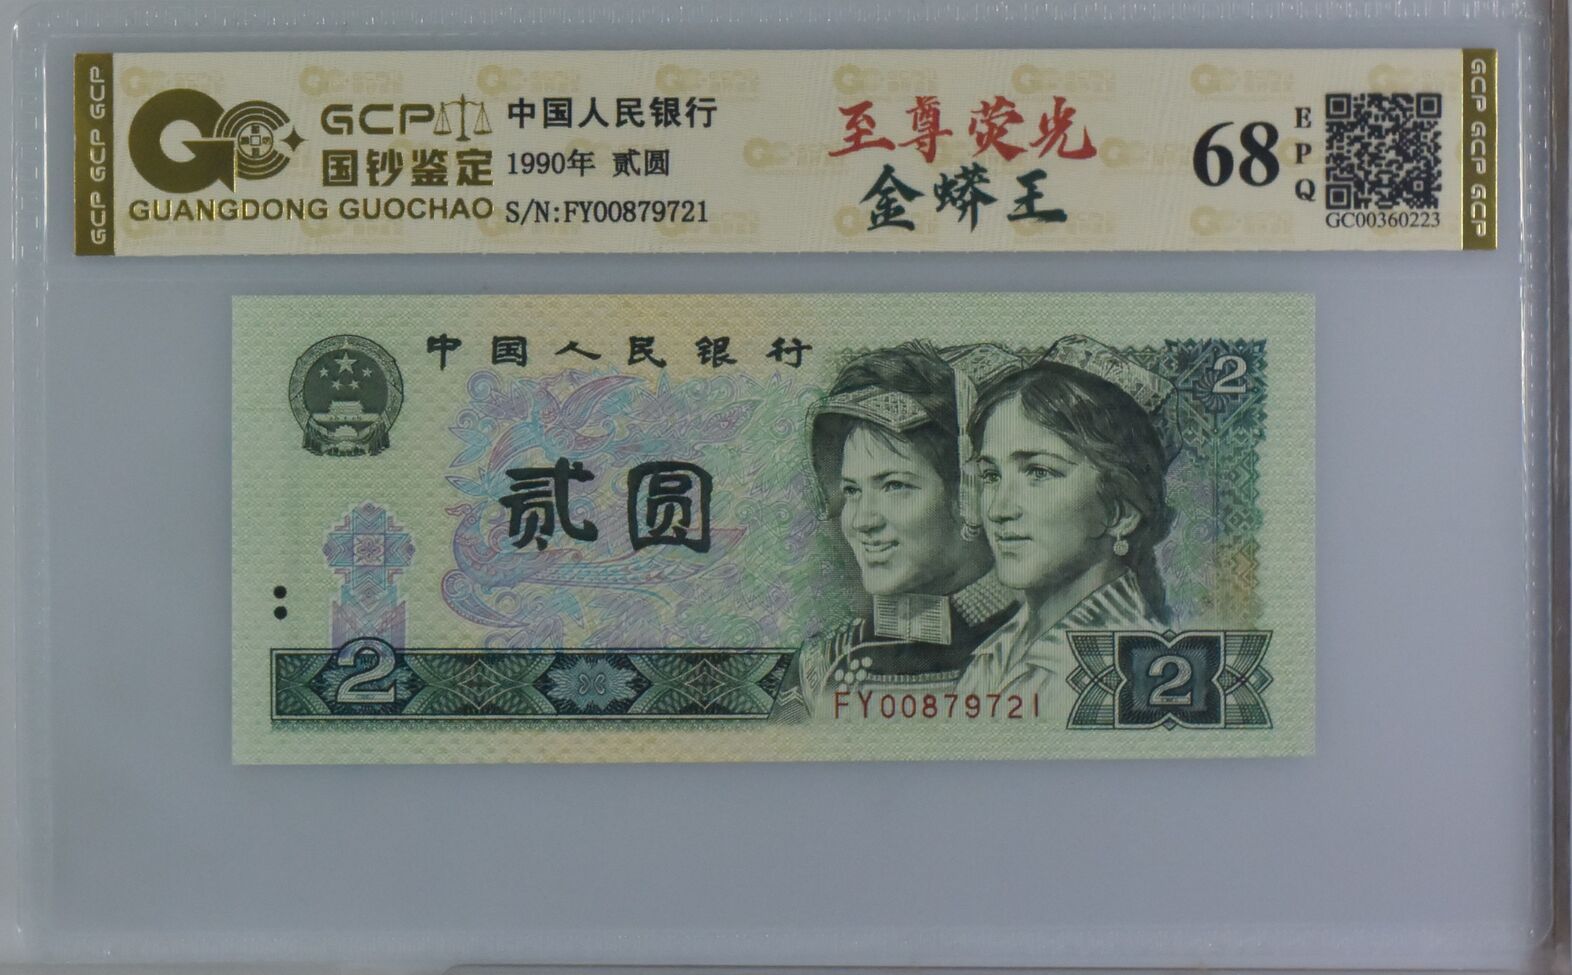 GCP GCP GCP
GCP
国钞鉴定
GUANGDONG GUOCHAO
中国人民银行
1990年 贰圆
S/N:FY00879721
至尊荧光
金蟒王
68
EPQ
GC00360223
GCP GCP GCP
中国人民银行
2
贰圆
2
2
FY00879721